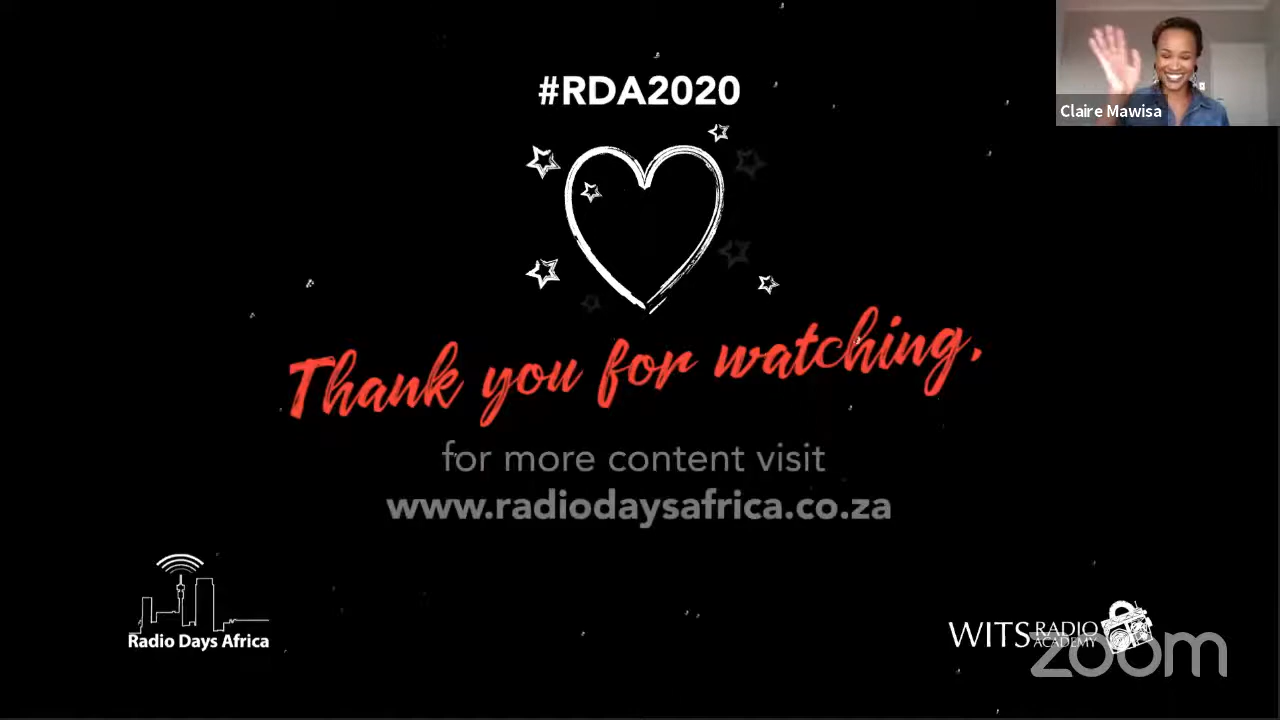 #RDA2020
Claire Mawisa
Thank you for watching.
for more content visit
www.radiodaysafrica.co.za
Radio Days Africa
WITS RADIO
ACADEMY
zoom